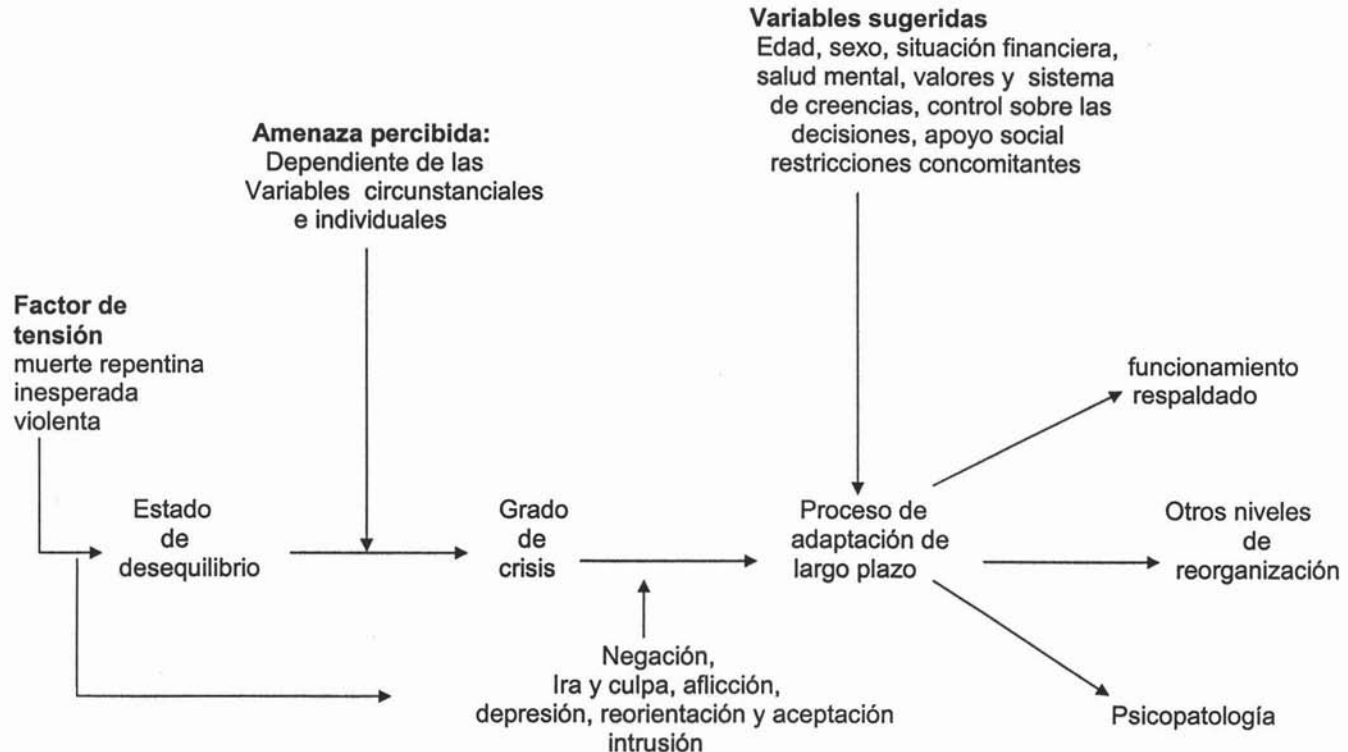 Variables sugeridas
Edad, sexo, situación financiera,
salud mental, valores y sistema
de creencias, control sobre las
decisiones, apoyo social
restricciones concomitantes
Amenaza percibida:
Dependiente de las
Variables circunstanciales
e individuales
Factor de
tensión
muerte repentina
inesperada
violenta
Estado
de
desequilibrio
Grado
de
crisis
Proceso de
adaptación de
largo plazo
funcionamiento
respaldado
Otros niveles
de
reorganización
Psicopatología
Negación,
Ira y culpa, aflicción,
depresión, reorientación y aceptación
intrusión